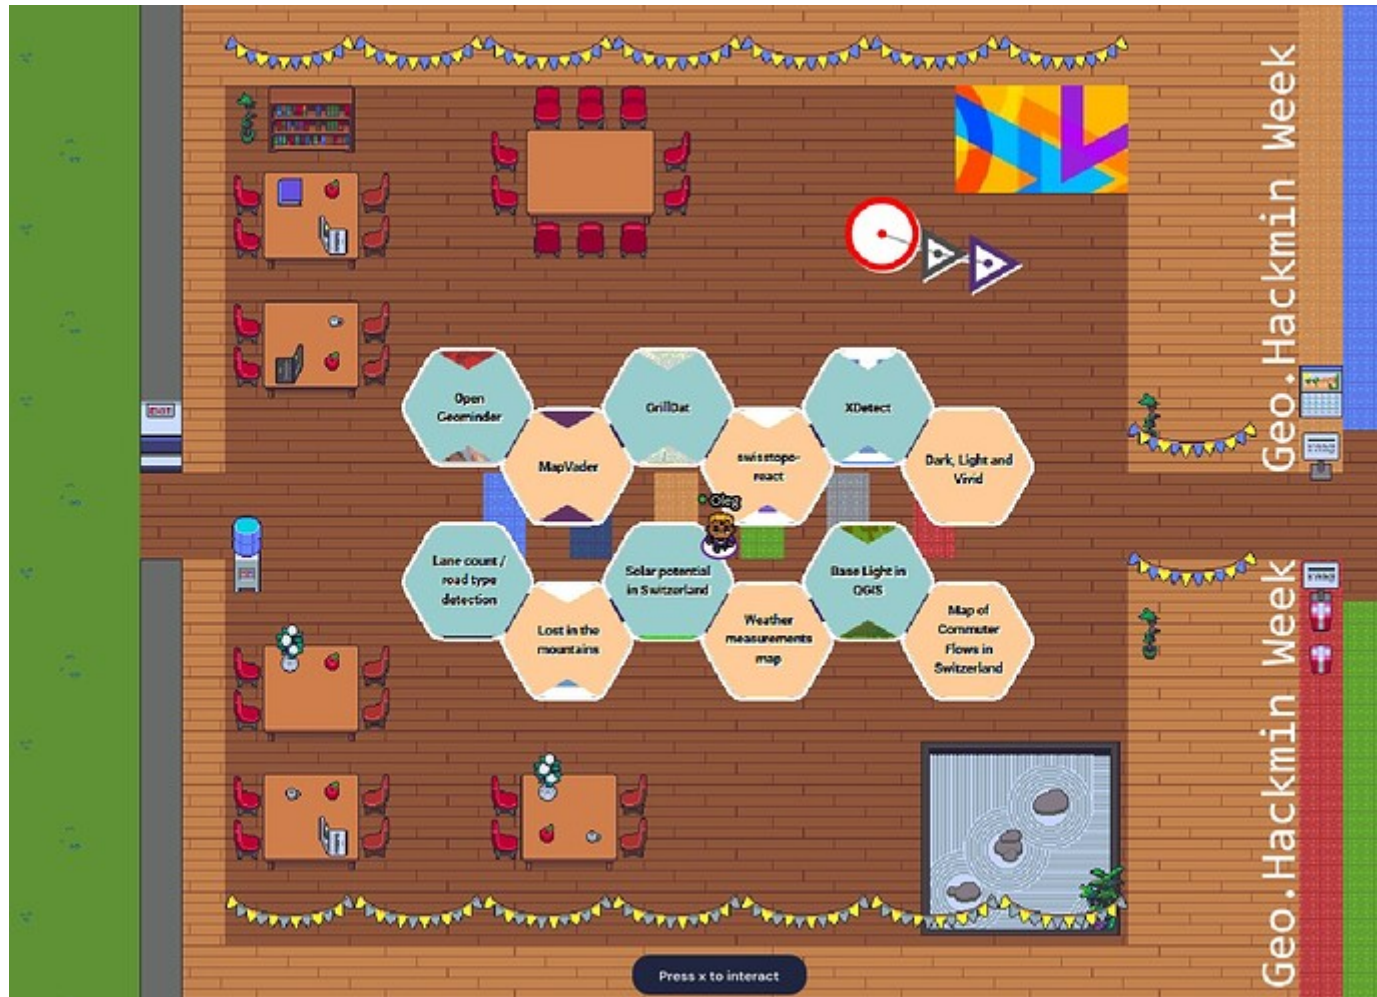 Geo.Hackmin Week
EXIT
Open
Geominder
GrillDat
XDetect
MapVader
swisstopo-
react
Dark, Light and
Vivid
Oleg
Lane count /
road type
detection
Solar potential
in Switzerland
Base Light in
QGIS
Lost in the
mountains
Weather
measurements
map
Map of
Commuter
Flows in
Switzerland
Geo.Hackmin Week
Press x to interact